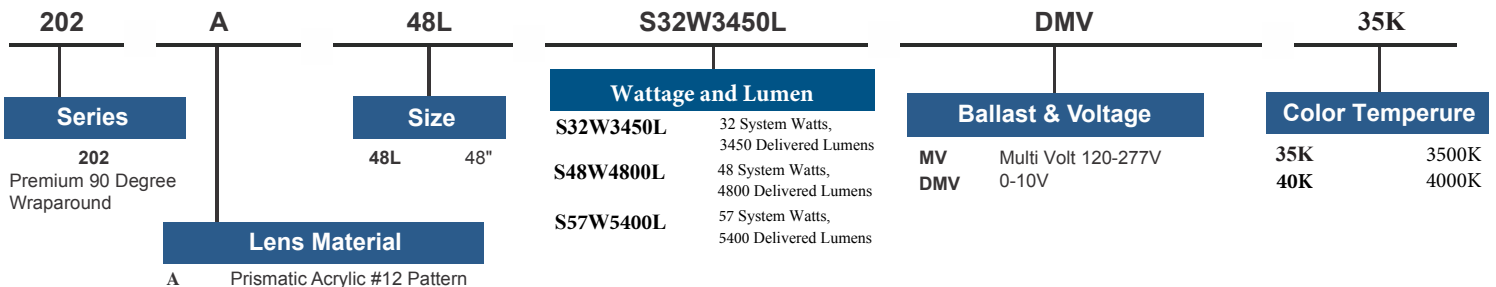 202 A 48L S32W3450L DMV 35K
Series
202
Premium 90 Degree
Wraparound
Lens Material
A Prismatic Acrylic #12 Pattern
Size
48L 48"
Wattage and Lumen
S32W3450L 32 System Watts,
3450 Delivered Lumens
S48W4800L 48 System Watts,
4800 Delivered Lumens
S57W5400L 57 System Watts,
5400 Delivered Lumens
Ballast & Voltage
MV Multi Volt 120-277V
DMV 0-10V
Color Temperure
35K 3500K
40K 4000K